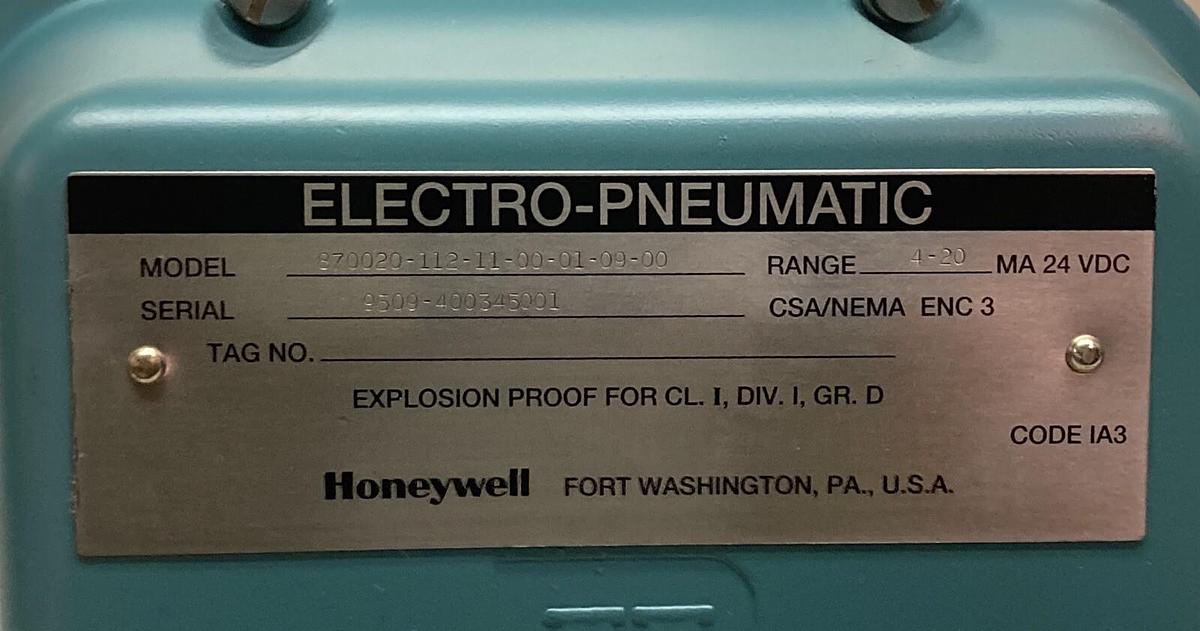 ELECTRO-PNEUMATIC
MODEL 870020-112-11-00-01-09-00 RANGE 4-20 MA 24 VDC
SERIAL 9509-400345001 CSA/NEMA ENC 3
TAG NO.
EXPLOSION PROOF FOR CL. I, DIV. I, GR. D
CODE IA3
Honeywell FORT WASHINGTON, PA., U.S.A.